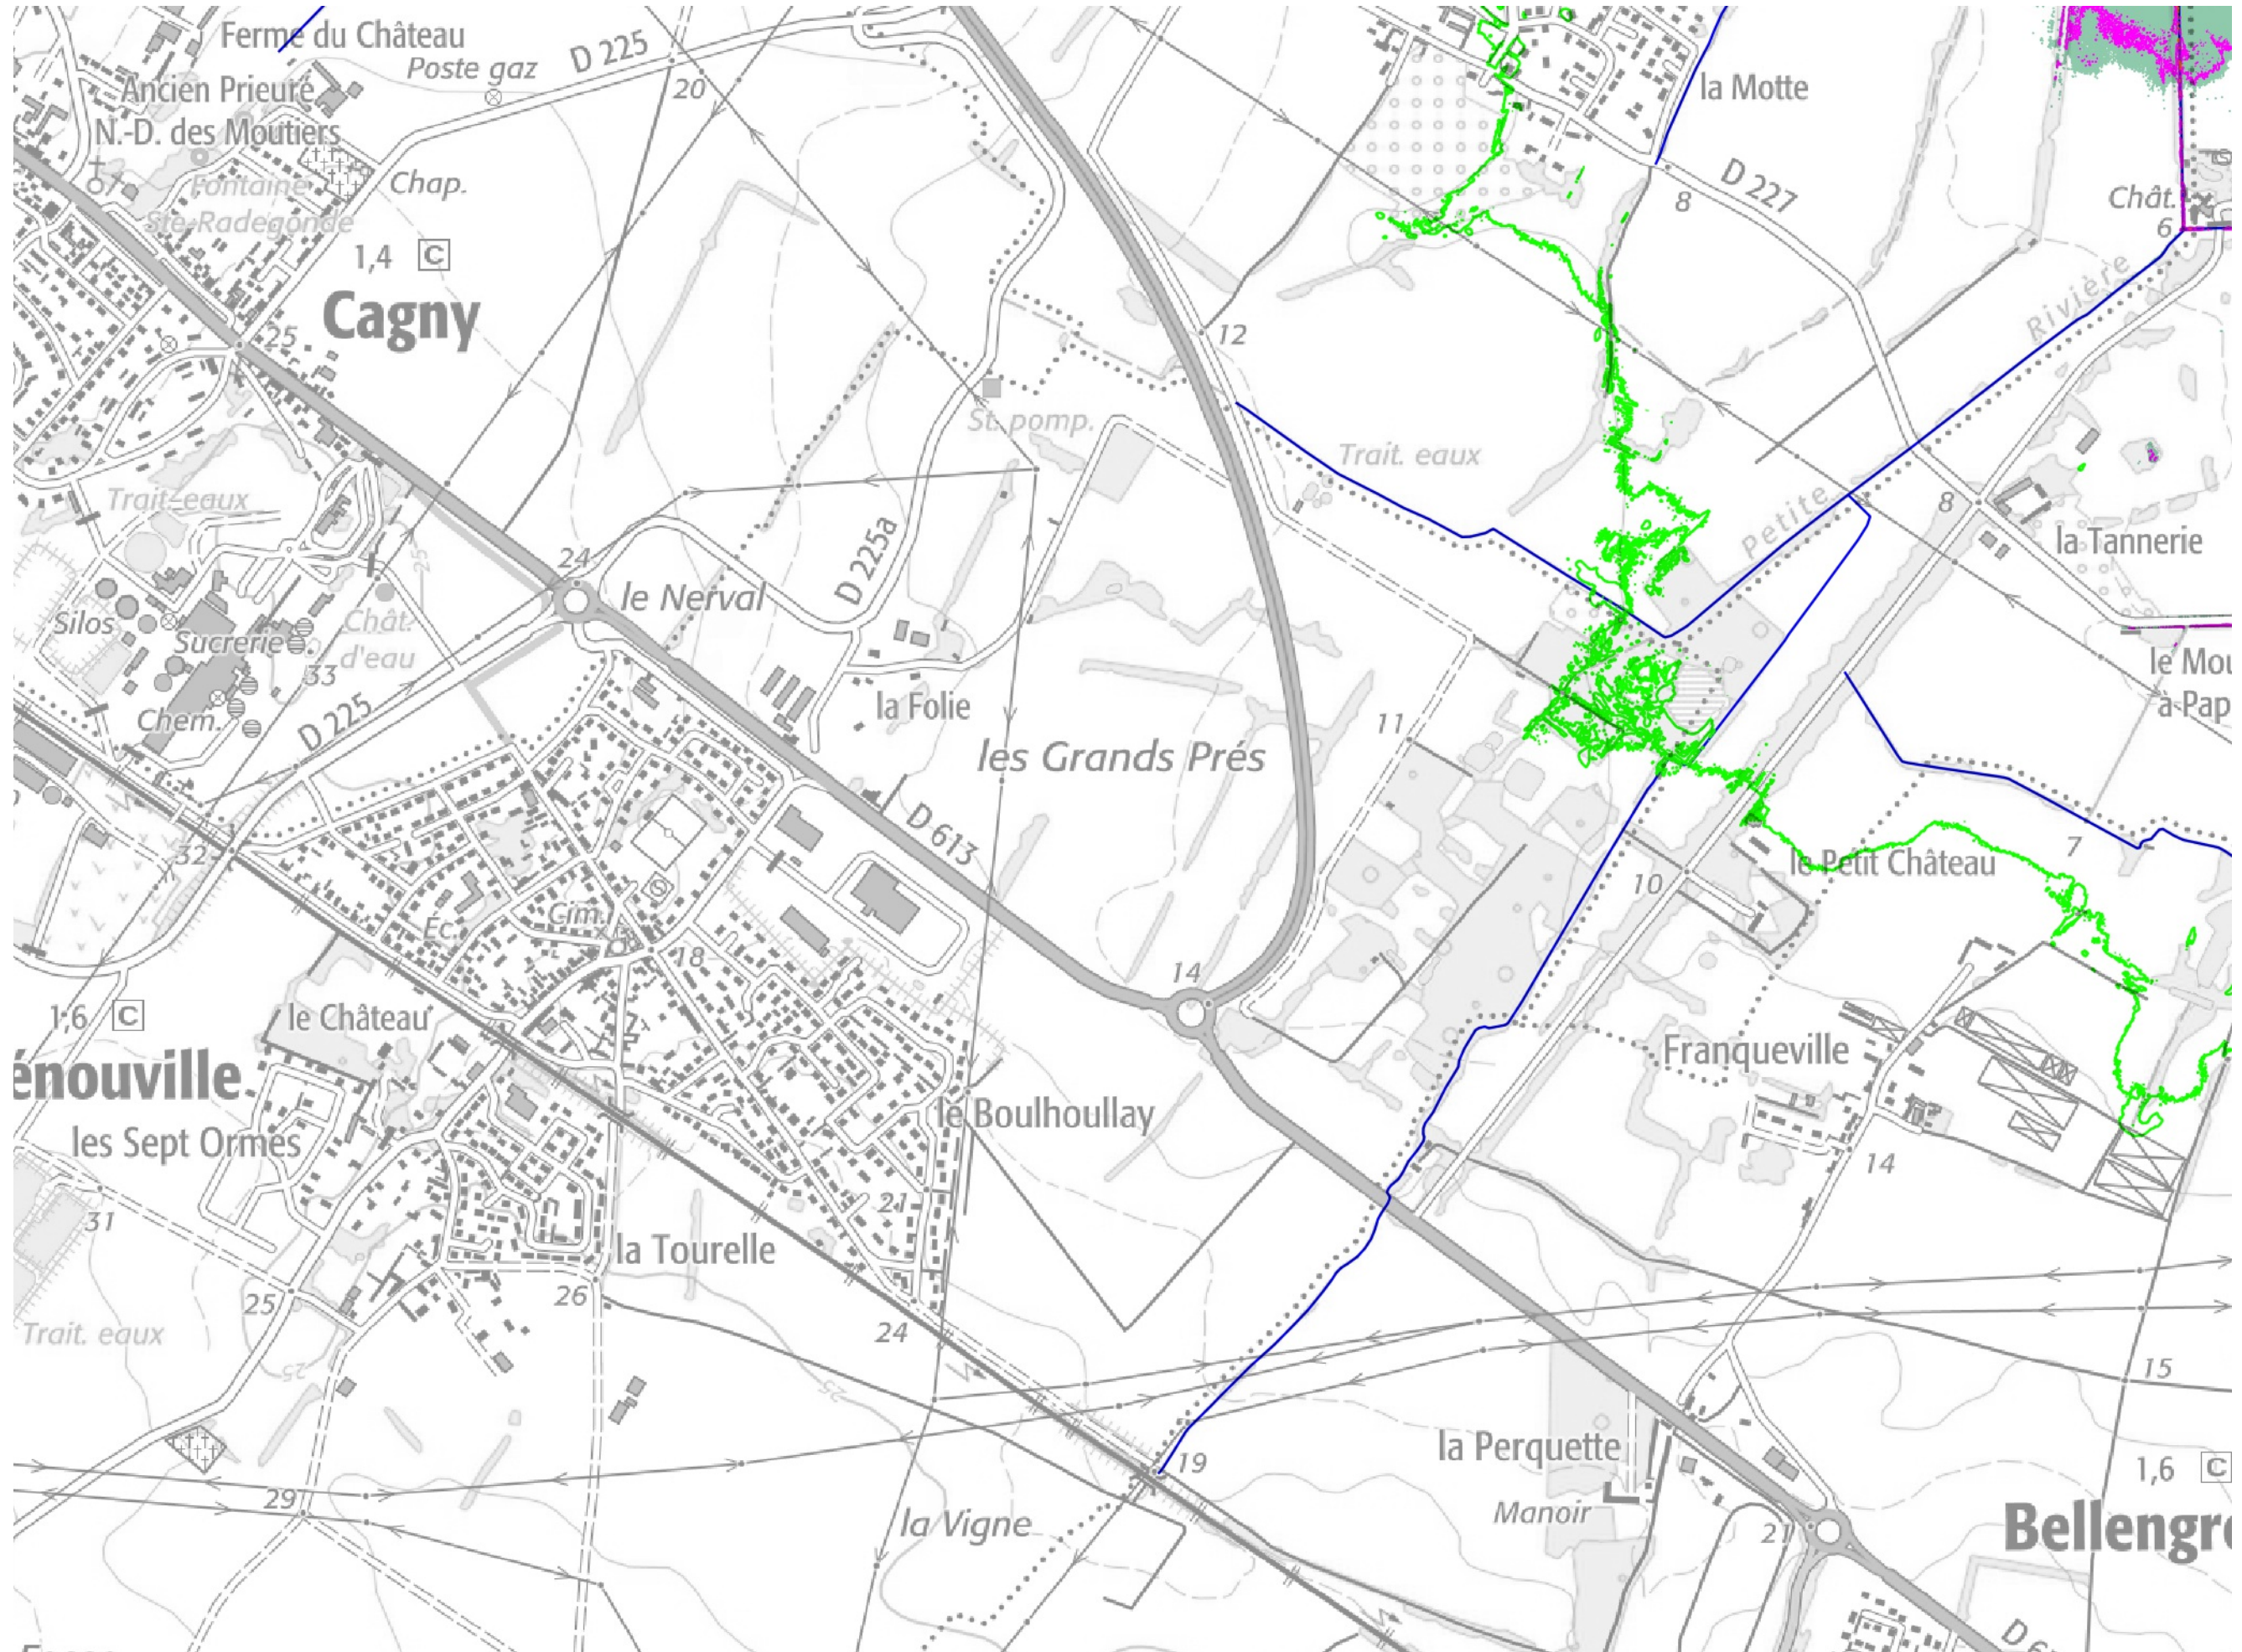 Ferme du Château
Poste gaz
D 225
20
la Motte
Ancien Prieuré
N.-D. des Moutiers
Chap.
Fontaine
Ste-Radegonde
8
D 227
Chât.
6
1,4 C
Cagny
25
12
Rivière
St. pomp.
Trait. eaux
Trait. eaux
Petite
8
la Tannerie
24
le Nerval
D 225a
25
Silos
Sucrerie
Chât.
d'eau
33
Chem.
D 225
la Folie
les Grands Prés
11
le Mou
à-Pap
D 613
32
7
le Petit Château
10
Éc.
Cim.
18
14
1,6 C
le Château
Franqueville
énouville
les Sept Ormes
le Boulhoullay
14
31
21
la Tourelle
26
25
25
24
Trait. eaux
25
15
29
19
la Perquette
1,6 C
Manoir
la Vigne
21
Bellengre
D 6